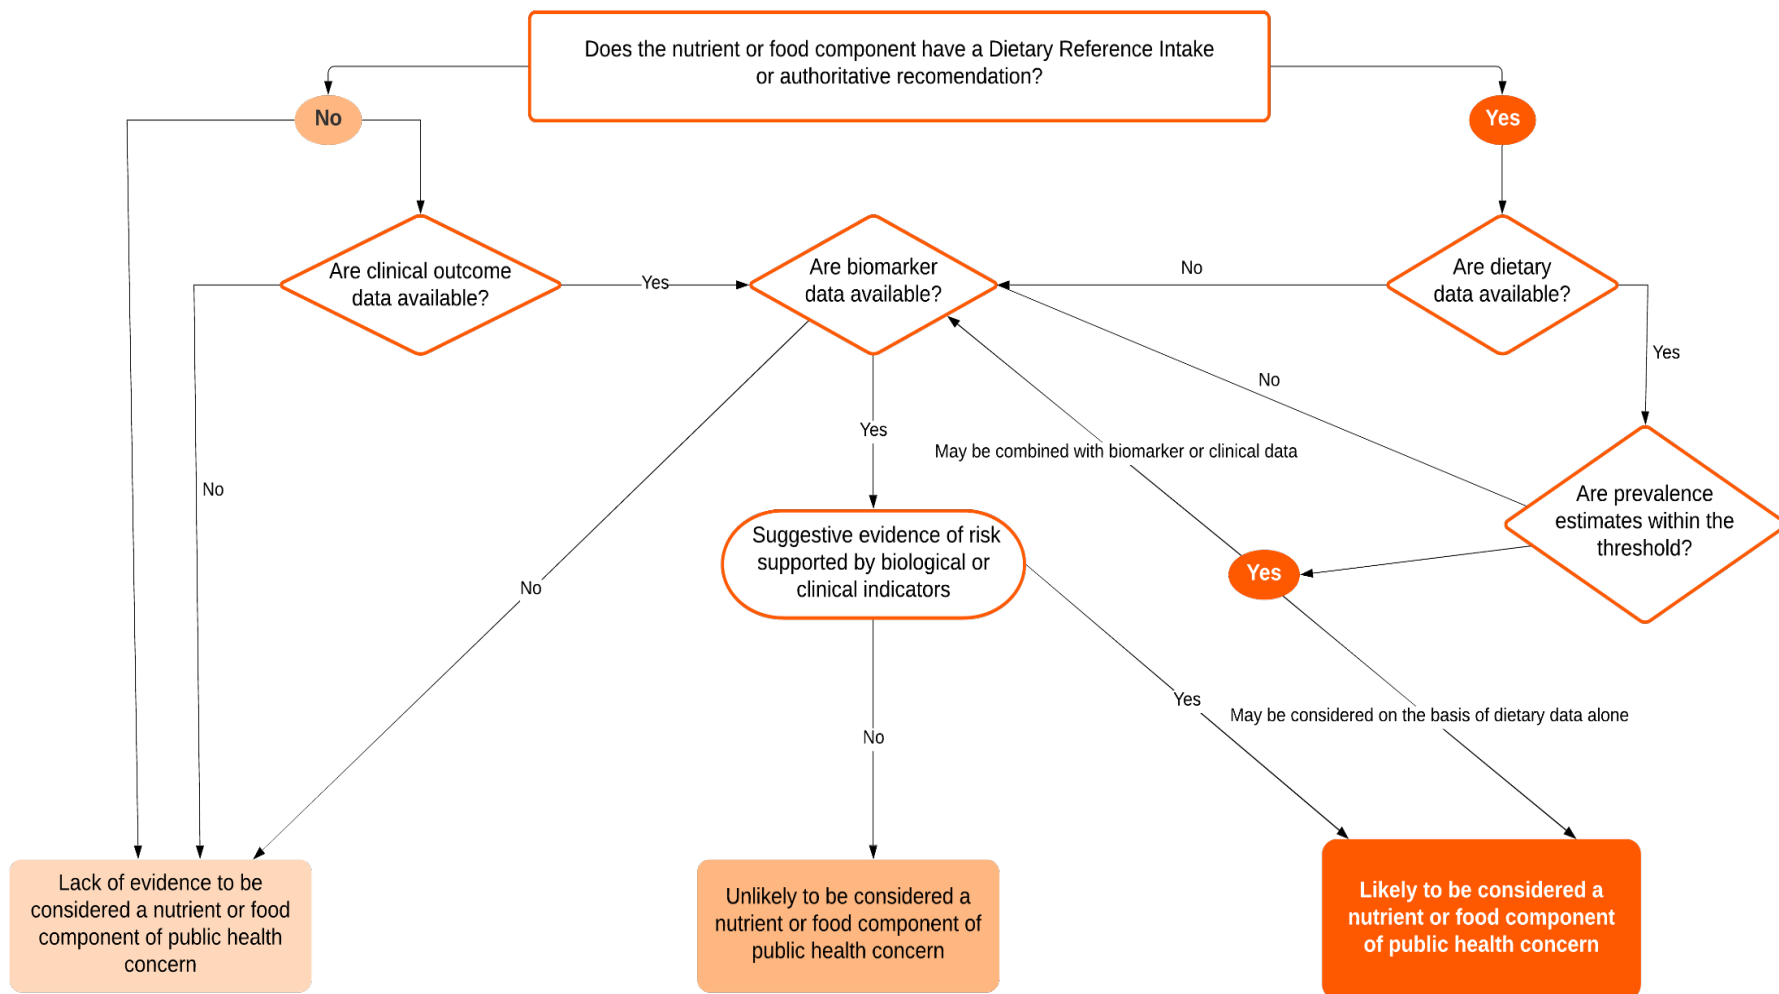 Does the nutrient or food component have a Dietary Reference Intake
or authoritative recomendation?
No
Yes
Are clinical outcome
data available?
Yes
Are biomarker
data available?
No
Are dietary
data available?
Yes
No
Yes
May be combined with biomarker or clinical data
No
Are prevalence
estimates within the
threshold?
Suggestive evidence of risk
supported by biological or
clinical indicators
Yes
No
Yes
May be considered on the basis of dietary data alone
No
Lack of evidence to be
considered a nutrient or food
component of public health
concern
Unlikely to be considered a
nutrient or food component of
public health concern
Likely to be considered a
nutrient or food component
of public health concern